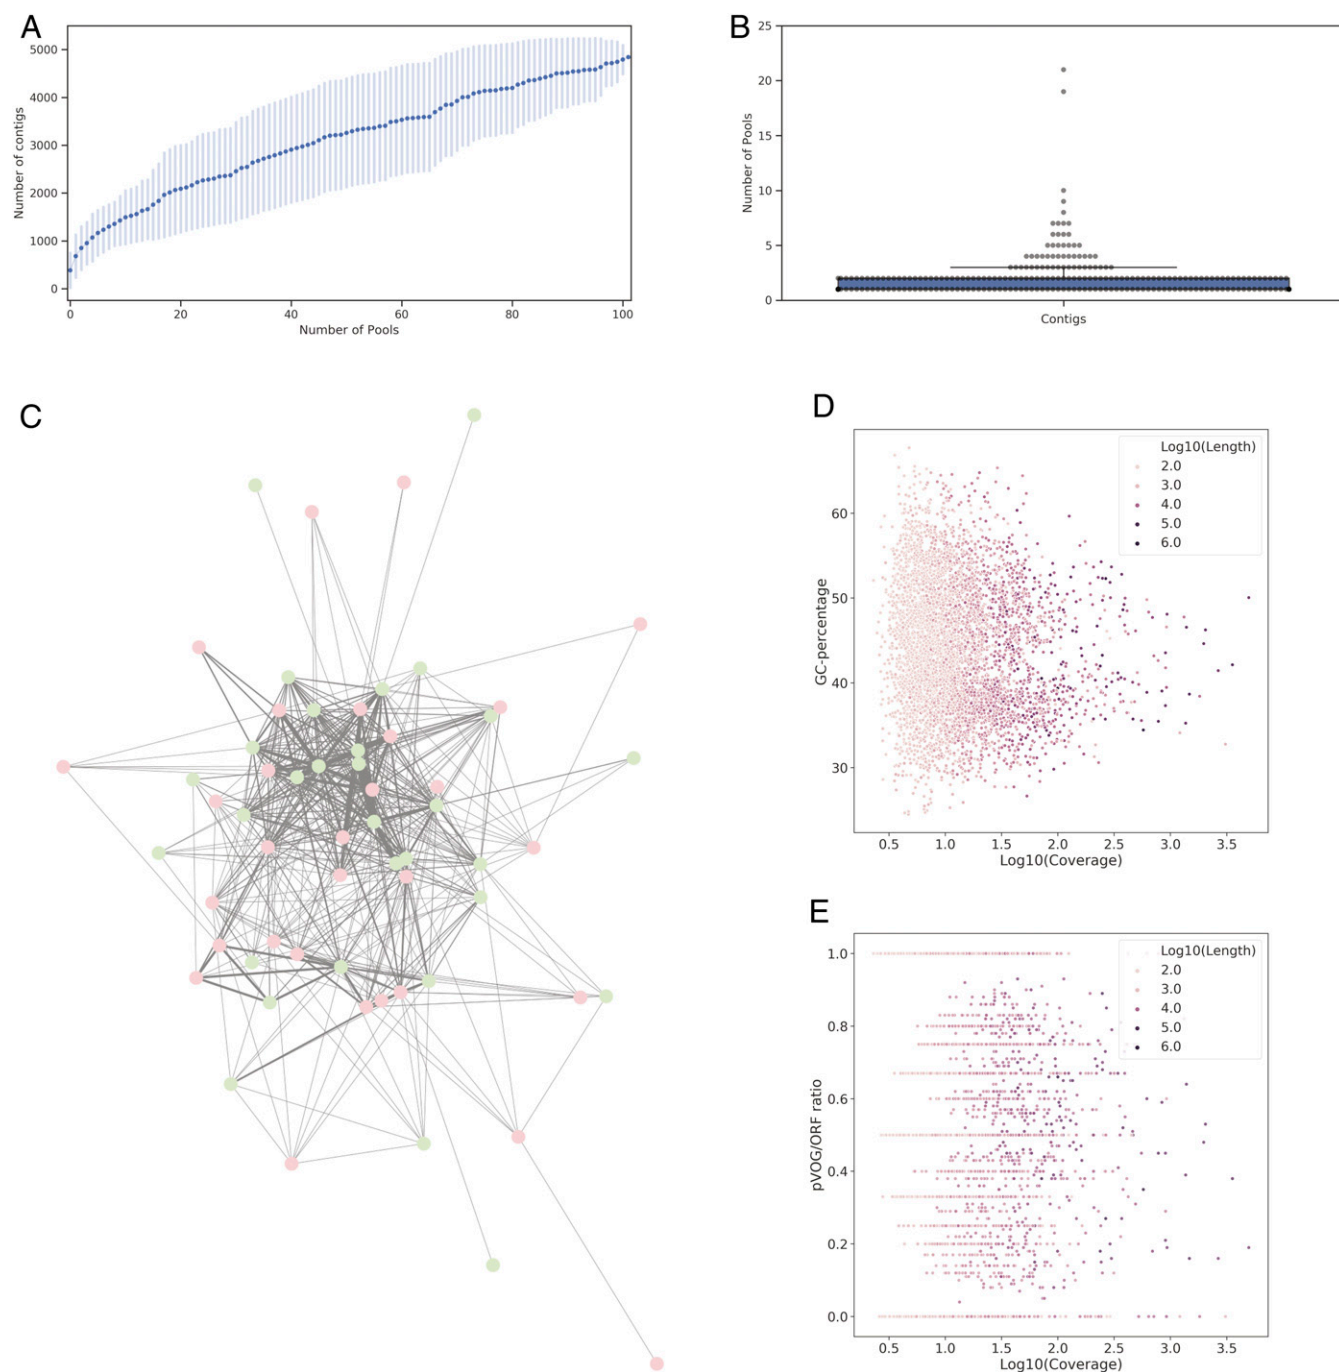 A
5000
4000
3000
2000
1000
0
Number of contigs
0 20 40 60 80 100
Number of Pools
B
25
20
15
10
5
0
Number of Pools
Contigs
C
D
60
50
40
30
GC-percentage
Log10(Length)
2.0
3.0
4.0
5.0
6.0
0.5 1.0 1.5 2.0 2.5 3.0 3.5
Log10(Coverage)
E
1.0
0.8
0.6
0.4
0.2
0.0
pVOG/ORF ratio
Log10(Length)
2.0
3.0
4.0
5.0
6.0
0.5 1.0 1.5 2.0 2.5 3.0 3.5
Log10(Coverage)